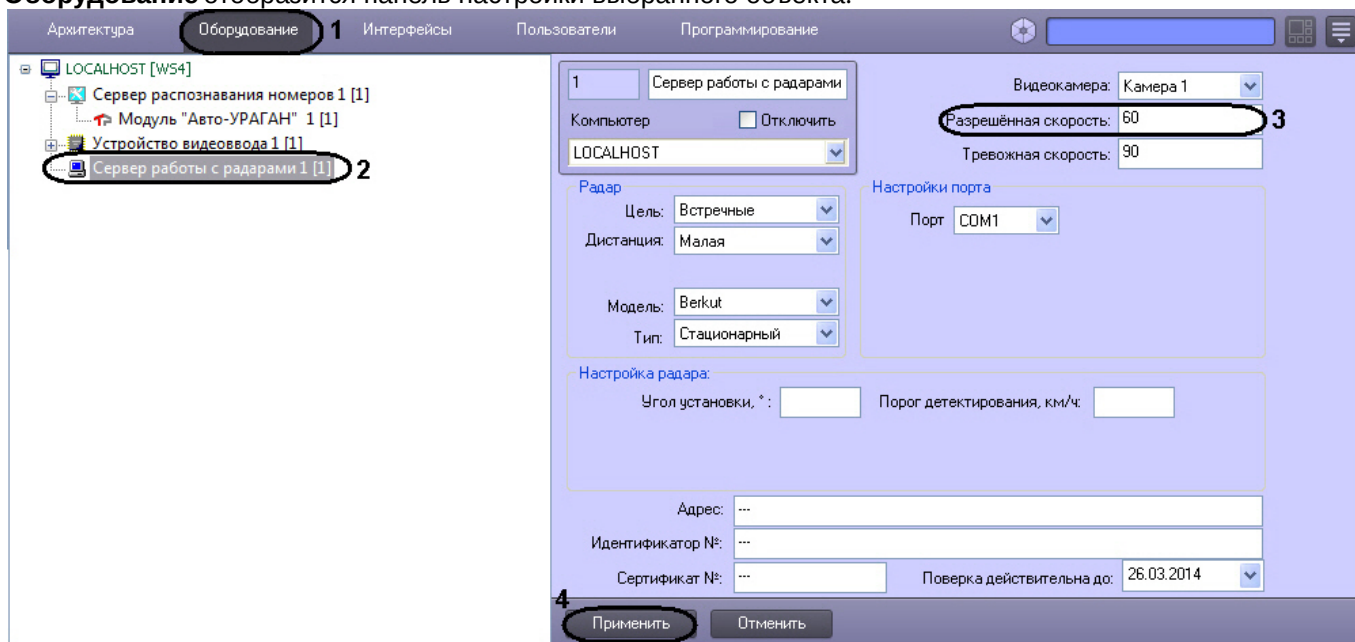 Оборудование отобразится панель настройки выбранного объекта.
Архитектура Оборудование 1 Интерфейсы Пользователи Программирование
LOCALHOST [WS4]
Сервер распознавания номеров 1 [1]
Модуль "Авто-УРАГАН" 1 [1]
Устройство видеоввода 1 [1]
Сервер работы с радарами 1 [1] 2
1 Сервер работы с радарами
Компьютер Отключить
LOCALHOST
Видеокамера: Камера 1
Разрешённая скорость: 60 3
Тревожная скорость: 90
Радар
Цель: Встречные
Дистанция: Малая
Модель: Berkut
Тип: Стационарный
Настройки порта
Порт COM1
Настройка радара:
Угол установки, ° : Порог детектирования, км/ч:
Адрес: ---
Идентификатор №: ---
Сертификат №: --- Поверка действительна до: 26.03.2014
4
Применить Отменить